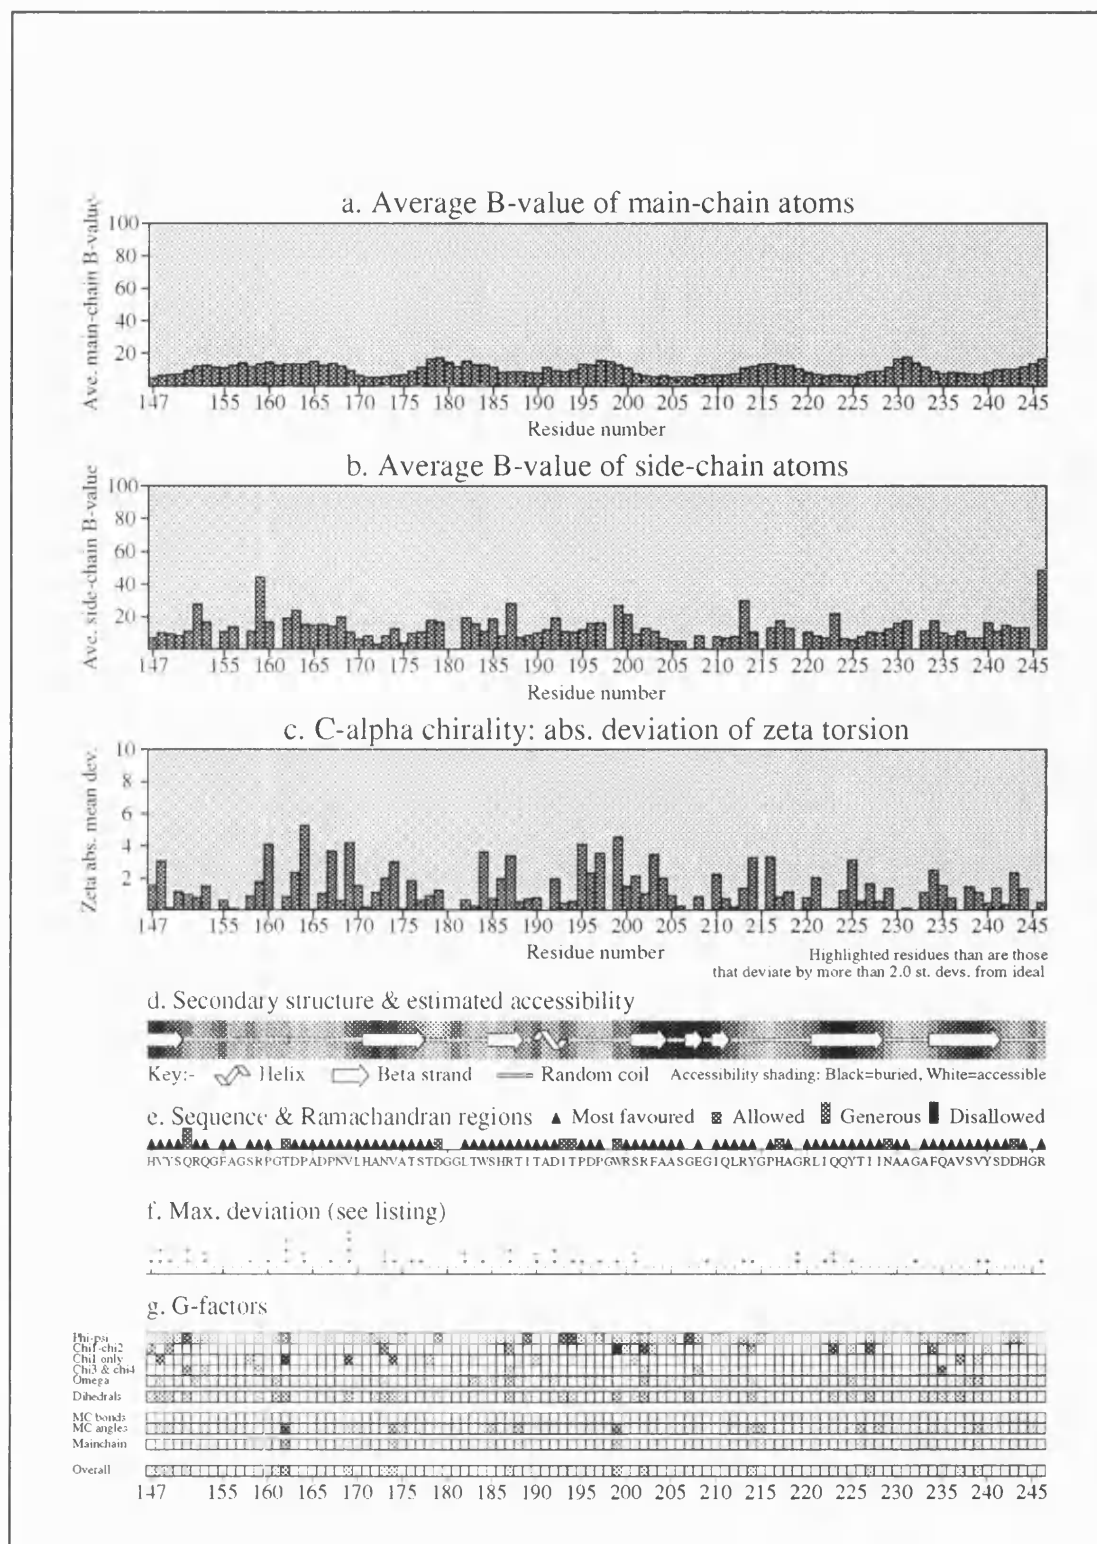 a. Average B-value of main-chain atoms
Ave. main-chain B-value
100
80
60
40
20
147 155 160 165 170 175 180 185 190 195 200 205 210 215 220 225 230 235 240 245
Residue number
b. Average B-value of side-chain atoms
Ave. side-chain B-value
100
80
60
40
20
147 155 160 165 170 175 180 185 190 195 200 205 210 215 220 225 230 235 240 245
Residue number
c. C-alpha chirality: abs. deviation of zeta torsion
Zeta abs. mean dev.
10
8
6
4
2
147 155 160 165 170 175 180 185 190 195 200 205 210 215 220 225 230 235 240 245
Residue number
Highlighted residues than are those
that deviate by more than 2.0 st. devs. from ideal
d. Secondary structure & estimated accessibility
Key:- Helix Beta strand Random coil Accessibility shading: Black=buried, White=accessible
e. Sequence & Ramachandran regions Most favoured Allowed Generous Disallowed
HVYSQRQGFAGSRPGTDPADPNVLHANVATSTDGGLTWSHRTITADITPDPGWRSRFAASGEGIQLRYGPHAGRLIQQYTIINAAGAFQAVSVYSDDHGR
f. Max. deviation (see listing)
g. G-factors
Phi-psi
Chi1-chi2
Chi1 only
Chi3 & chi4
Omega
Dihedrals
MC bonds
MC angles
Mainchain
Overall
147 155 160 165 170 175 180 185 190 195 200 205 210 215 220 225 230 235 240 245